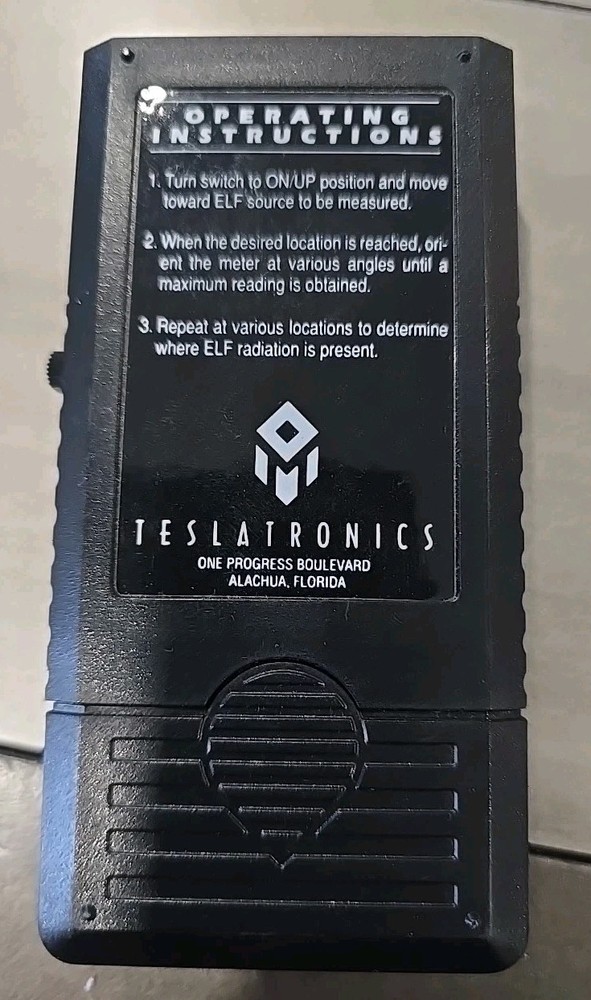 OPERATING
INSTRUCTIONS
1. Turn switch to ON/UP position and move
toward ELF source to be measured.
2. When the desired location is reached, ori-
ent the meter at various angles until a
maximum reading is obtained.
3. Repeat at various locations to determine
where ELF radiation is present.
TESLATRONICS
ONE PROGRESS BOULEVARD
ALACHUA, FLORIDA